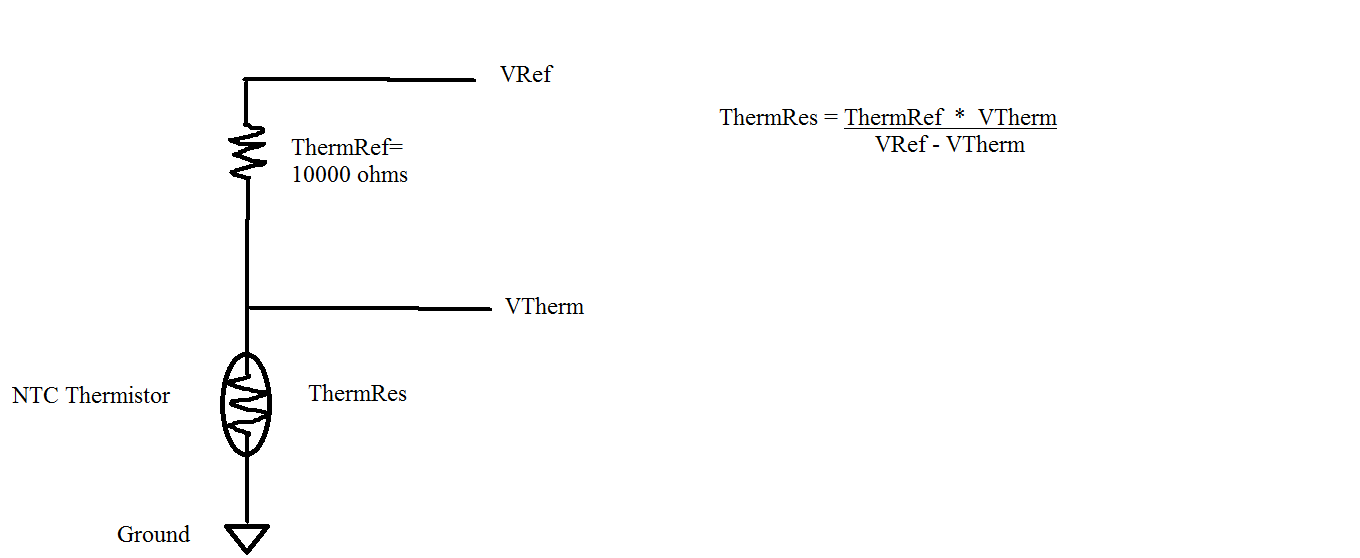 VRef
ThermRef=
10000 ohms
ThermRes = ThermRef * VTherm
VRef - VTherm
VTherm
NTC Thermistor
ThermRes
Ground